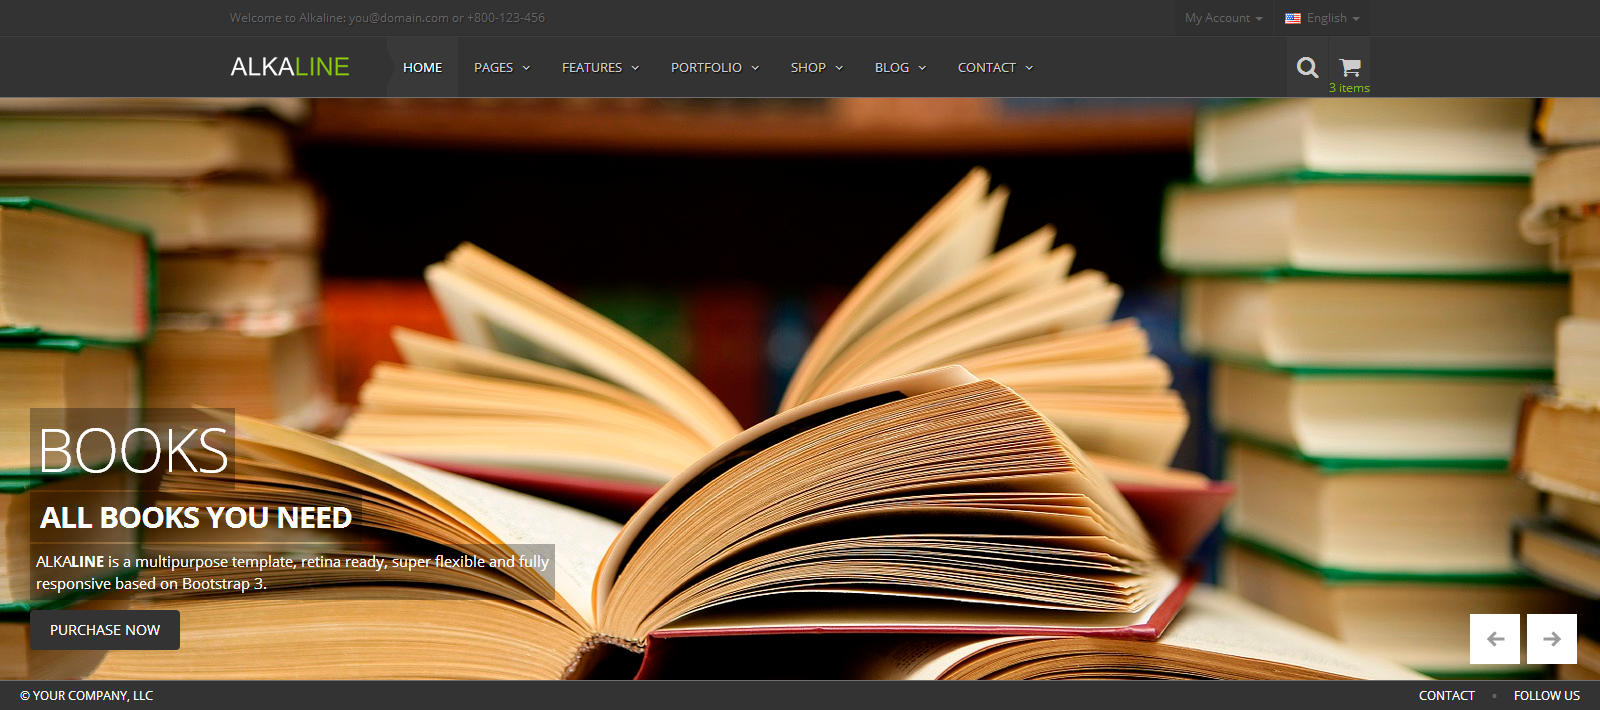 Welcome to Alkaline: you@domain.com or +800-123-456
My Account
English
ALKALINE
HOME
PAGES
FEATURES
PORTFOLIO
SHOP
BLOG
CONTACT
3 items
BOOKS
ALL BOOKS YOU NEED
ALKALINE is a multipurpose template, retina ready, super flexible and fully
responsive based on Bootstrap 3.
PURCHASE NOW
© YOUR COMPANY, LLC
CONTACT • FOLLOW US